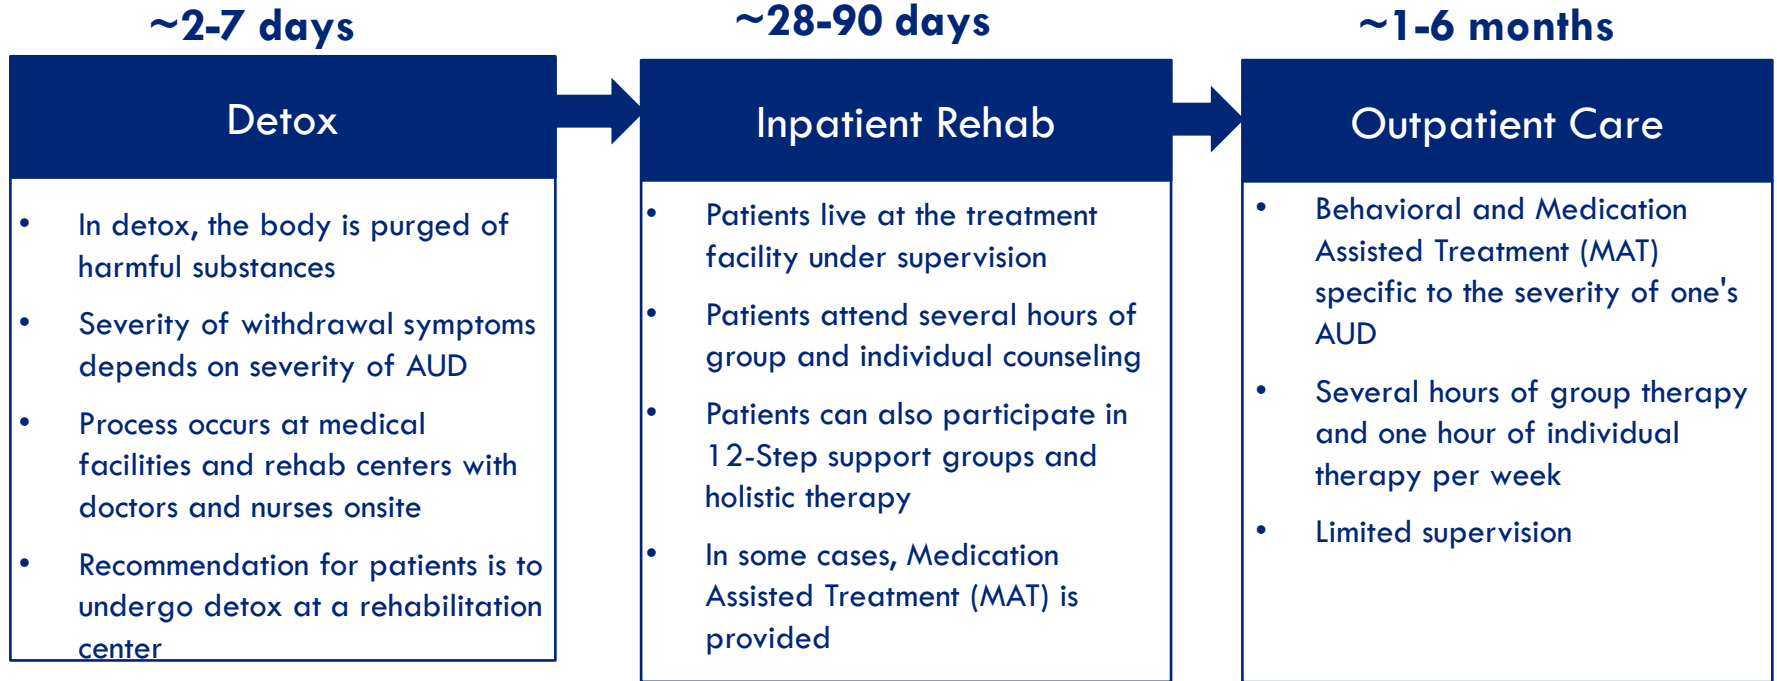 ~2-7 days
Detox
• In detox, the body is purged of
harmful substances
• Severity of withdrawal symptoms
depends on severity of AUD
• Process occurs at medical
facilities and rehab centers with
doctors and nurses onsite
• Recommendation for patients is to
undergo detox at a rehabilitation
center
~28-90 days
Inpatient Rehab
• Patients live at the treatment
facility under supervision
• Patients attend several hours of
group and individual counseling
• Patients can also participate in
12-Step support groups and
holistic therapy
• In some cases, Medication
Assisted Treatment (MAT) is
provided
~1-6 months
Outpatient Care
• Behavioral and Medication
Assisted Treatment (MAT)
specific to the severity of one's
AUD
• Several hours of group therapy
and one hour of individual
therapy per week
• Limited supervision